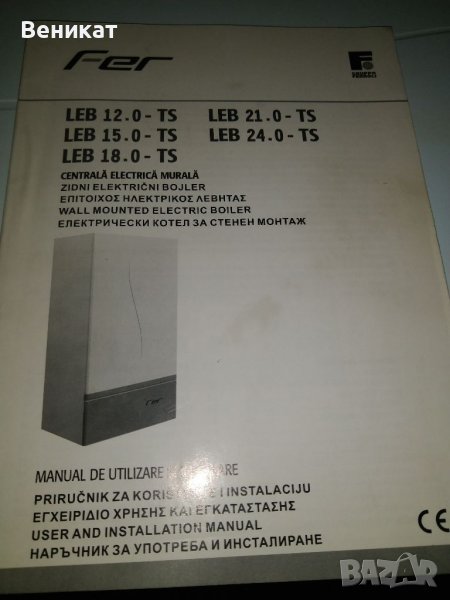 Веникат
Fer
F
LEB 12.0 - TS LEB 21.0 - TS
LEB 15.0 - TS LEB 24.0 - TS
LEB 18.0 - TS
CENTRALĂ ELECTRICĂ MURALĂ
ZIDNI ELEKTRIČNI BOJLER
ΕΠΙΤΟΙΧΟΣ ΗΛΕΚΤΡΙΚΟΣ ΛΕΒΗΤΑΣ
WALL MOUNTED ELECTRIC BOILER
ЕЛЕКТРИЧЕСКИ КОТЕЛ ЗА СТЕНЕН МОНТАЖ
Fer
MANUAL DE UTILIZARE
PRIRUČNIK ZA I INSTALACIJU
ΕΓΧΕΙΡΙΔΙΟ ΧΡΗΣΗΣ ΚΑΙ ΕΓΚΑΤΑΣΤΑΣΗΣ
USER AND INSTALLATION MANUAL
НАРЪЧНИК ЗА УПОТРЕБА И ИНСТАЛИРАНЕ
CE
BAZAR